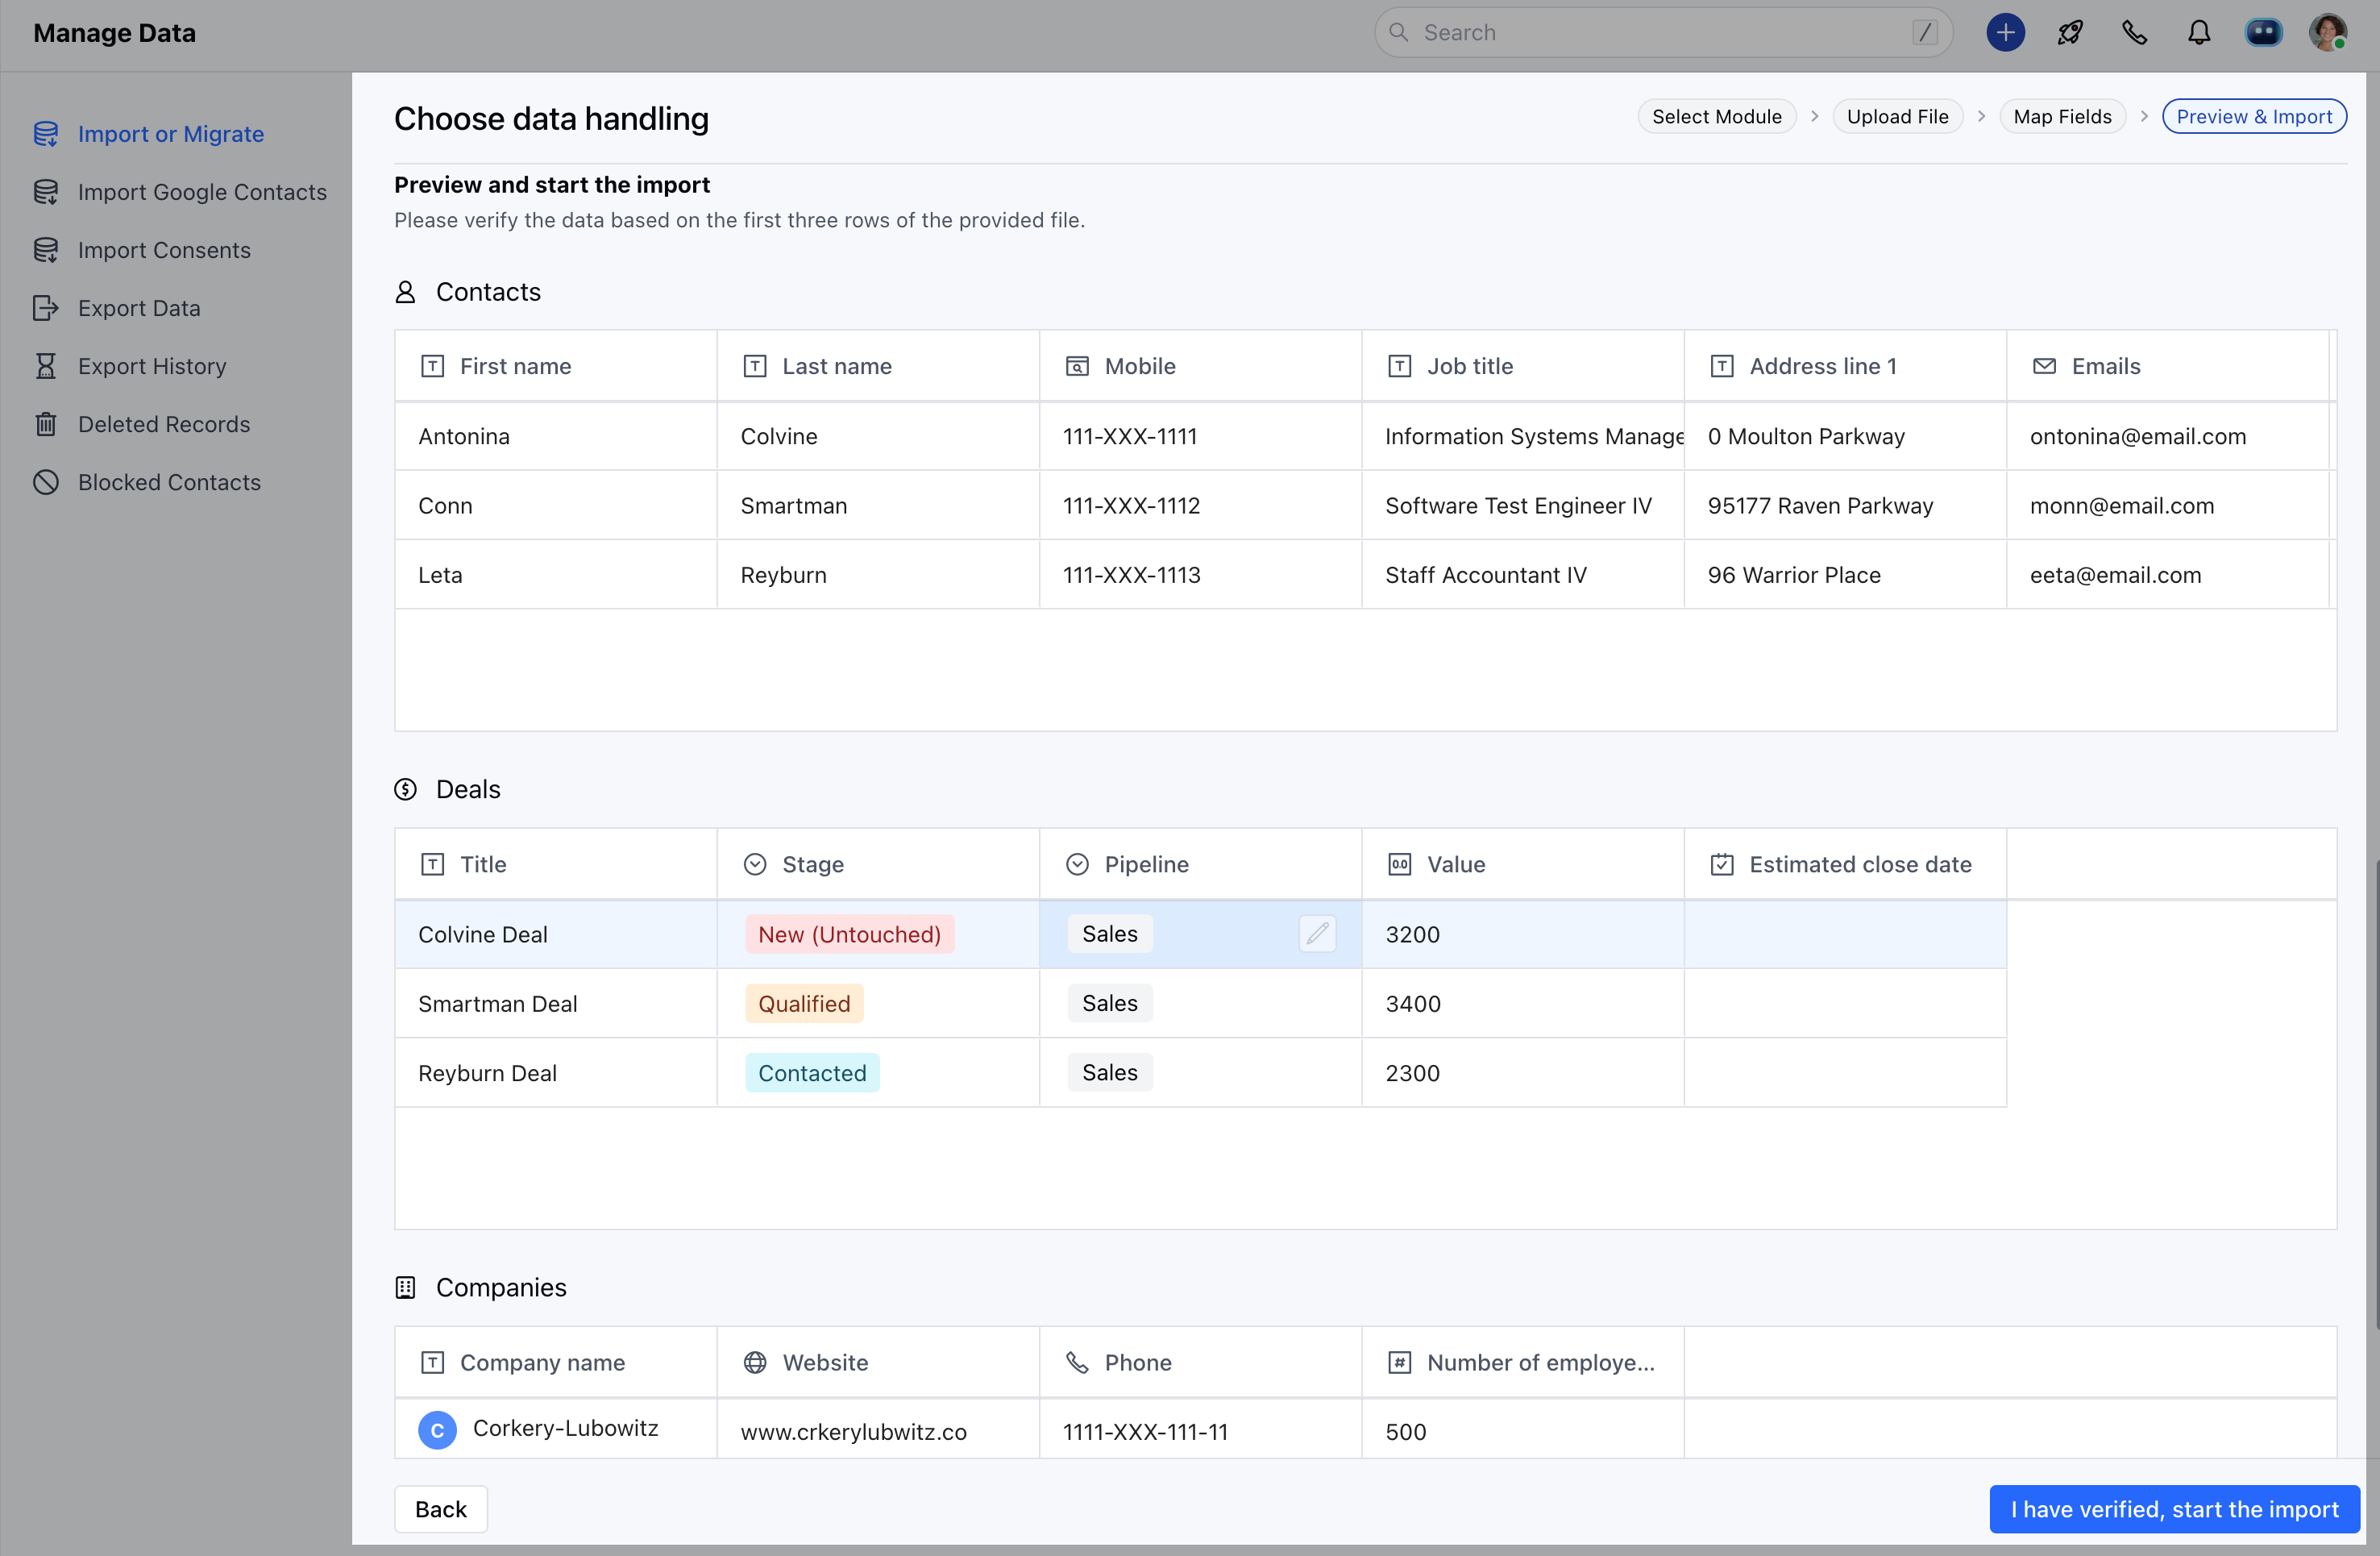 Manage Data
Search /
Import or Migrate
Import Google Contacts
Import Consents
Export Data
Export History
Deleted Records
Blocked Contacts
Choose data handling
Select Module > Upload File > Map Fields > Preview & Import
Preview and start the import
Please verify the data based on the first three rows of the provided file.
Contacts
First name Last name Mobile Job title Address line 1 Emails
Antonina Colvine 111-XXX-1111 Information Systems Manage 0 Moulton Parkway ontonina@email.com
Conn Smartman 111-XXX-1112 Software Test Engineer IV 95177 Raven Parkway monn@email.com
Leta Reyburn 111-XXX-1113 Staff Accountant IV 96 Warrior Place eeta@email.com
Deals
Title Stage Pipeline Value Estimated close date
Colvine Deal New (Untouched) Sales 3200
Smartman Deal Qualified Sales 3400
Reyburn Deal Contacted Sales 2300
Companies
Company name Website Phone Number of employe...
C Corkery-Lubowitz www.crkerylubwitz.co 1111-XXX-111-11 500
Back
I have verified, start the import